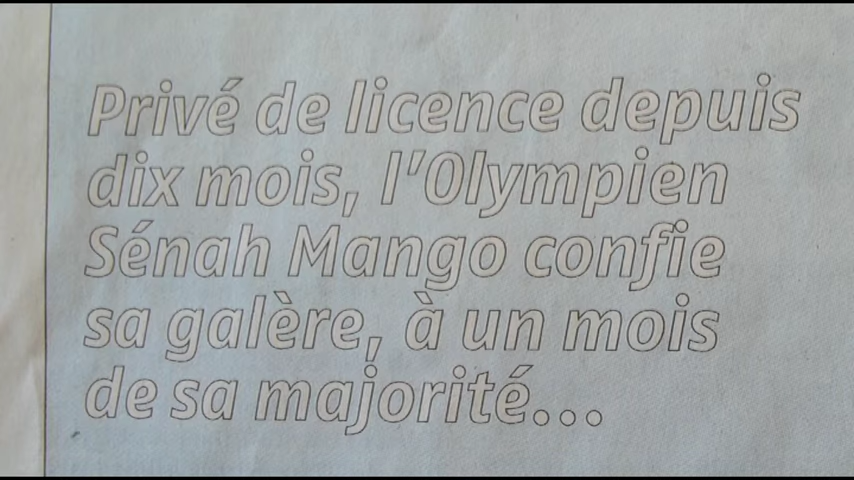 Privé de licence depuis
dix mois, l'Olympien
Sénah Mango confie
sa galère, à un mois
de sa majorité...